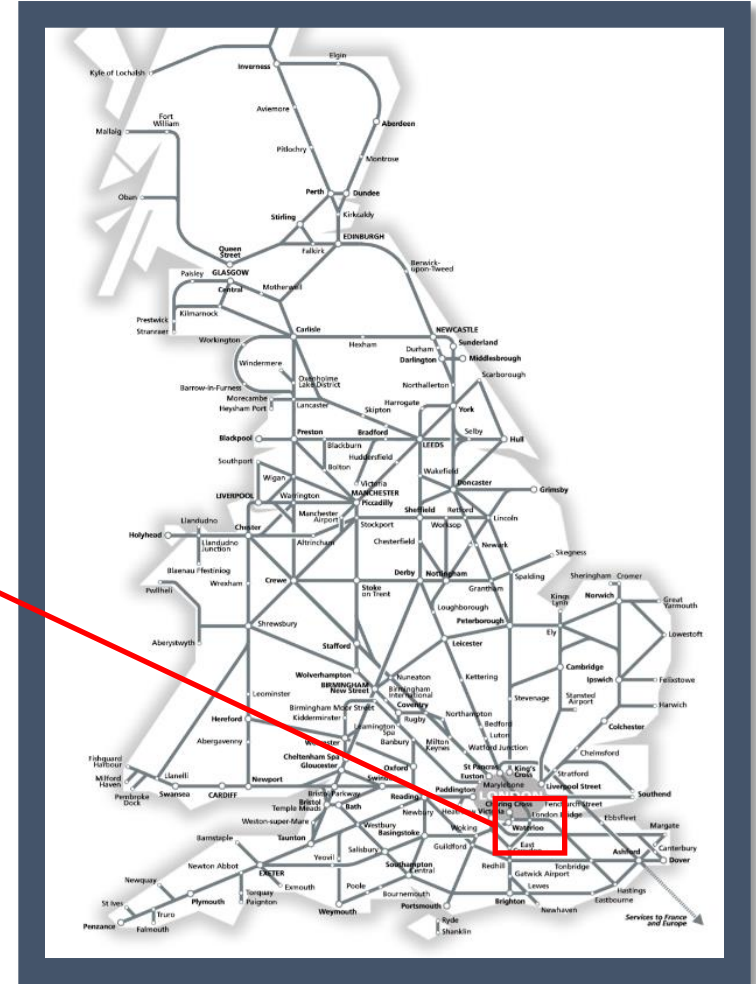 Elgin
Inverness
Kyle of Lochalsh
Aviemore
Fort
William
Aberdeen
Mallaig
Pitlochry
Montrose
Perth
Dundee
Oban
Stirling
Kirkcaldy
EDINBURGH
Queen
Street
Falkirk
Berwick-
upon-Tweed
Paisley
GLASGOW
Central
Motherwell
Prestwick
Kilmarnock
Stranraer
Carlisle
NEWCASTLE
Workington
Hexham
Sunderland
Durham
Darlington
Middlesbrough
Windermere
Scarborough
Oxenholme
Lake District
Barrow-in-Furness
Northallerton
Morecambe
Lancaster
Harrogate
Heysham Port
Skipton
York
Preston
Bradford
Selby
Blackpool
LEEDS
Hull
Blackburn
Huddersfield
Southport
Bolton
Wakefield
Wigan
Victoria
Doncaster
MANCHESTER
LIVERPOOL
Warrington
Piccadilly
Grimsby
Manchester
Airport
Sheffield
Retford
Llandudno
Stockport
Worksop
Lincoln
Holyhead
Chester
Llandudno
Junction
Altrincham
Chesterfield
Newark
Skegness
Blaenau Ffestiniog
Derby
Nottingham
Spalding
Sheringham
Cromer
Pwllheli
Wrexham
Crewe
Stoke
on Trent
Grantham
Kings
Lynn
Norwich
Great
Yarmouth
Loughborough
Peterborough
Shrewsbury
Ely
Lowestoft
Aberystwyth
Stafford
Leicester
Wolverhampton
Nuneaton
Kettering
Cambridge
BIRMINGHAM
New Street
Birmingham
International
Ipswich
Felixstowe
Leominster
Coventry
Stevenage
Stansted
Airport
Birmingham Moor Street
Northampton
Harwich
Hereford
Kidderminster
Rugby
Bedford
Leamington
Spa
Colchester
Abergavenny
Worcester
Banbury
Milton
Keynes
Luton
Watford Junction
Chelmsford
Fishguard
Harbour
Cheltenham Spa
Gloucester
Oxford
St Pancras
King's
Cross
Euston
Stratford
Milford
Haven
Llanelli
Newport
Swindon
Marylebone
Liverpool Street
Pembroke
Dock
Swansea
CARDIFF
Bristol Parkway
Reading
Paddington
Southend
Bristol
Temple Meads
Bath
Newbury
Charing Cross
Fenchurch Street
Victoria
London Bridge
Ebbsfleet
Weston-super-Mare
Westbury
Basingstoke
Woking
Waterloo
Margate
Barnstaple
Taunton
Salisbury
Guildford
East
Croydon
Canterbury
Newton Abbot
Yeovil
Southampton
Central
Redhill
Tonbridge
Ashford
Dover
EXETER
Gatwick Airport
Newquay
Exmouth
Poole
Lewes
Hastings
Torquay
Bournemouth
Eastbourne
St Ives
Plymouth
Paignton
Portsmouth
Brighton
Newhaven
Truro
Weymouth
Penzance
Falmouth
Ryde
Shanklin
Services to France
and Europe